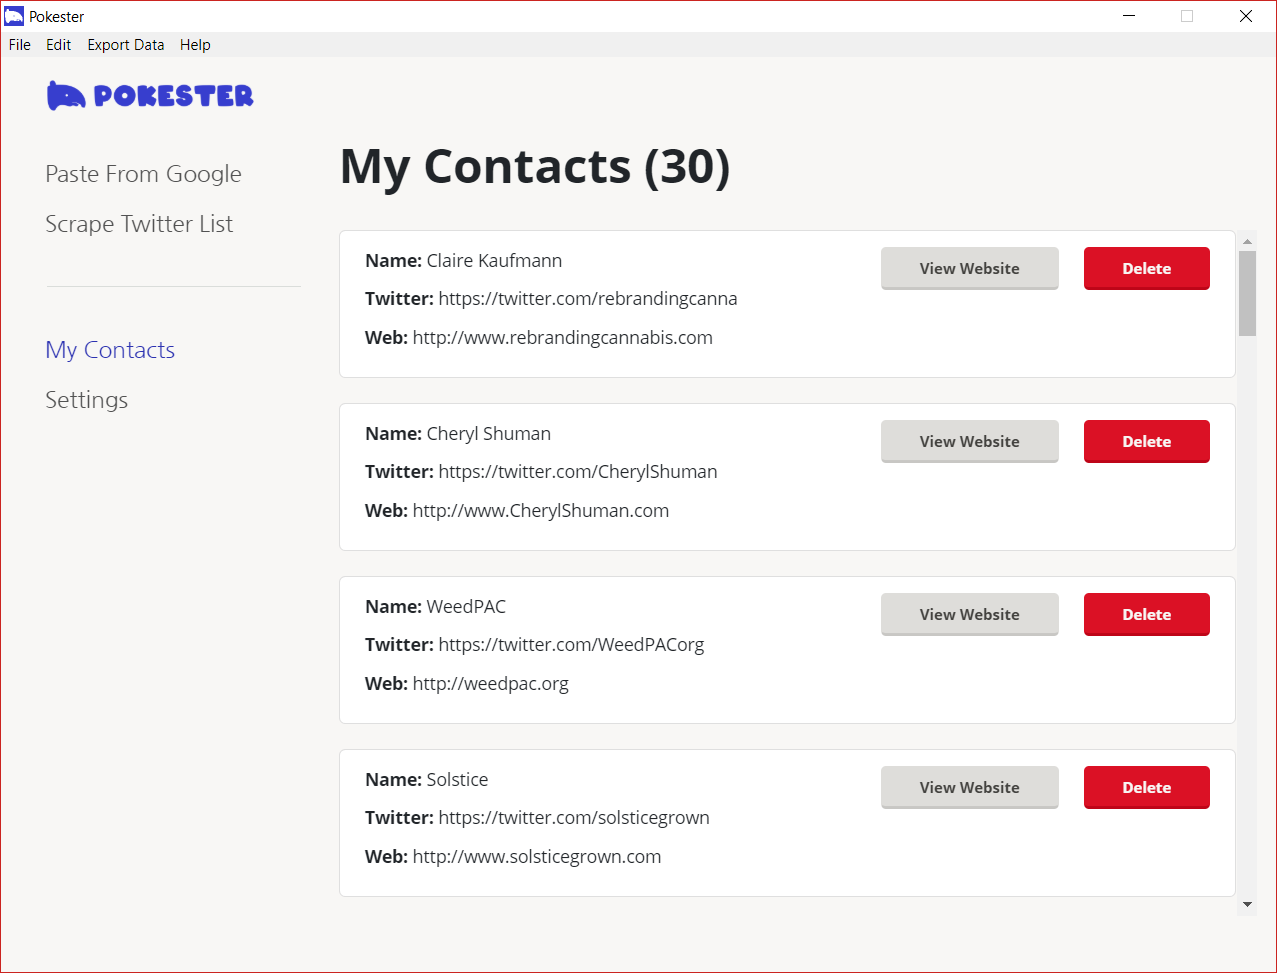 Pokester
File Edit Export Data Help
POKESTER
Paste From Google
Scrape Twitter List
My Contacts
Settings
My Contacts (30)
Name: Claire Kaufmann
Twitter: https://twitter.com/rebrandingcanna
Web: http://www.rebrandingcannabis.com
View Website
Delete
Name: Cheryl Shuman
Twitter: https://twitter.com/CherylShuman
Web: http://www.CherylShuman.com
View Website
Delete
Name: WeedPAC
Twitter: https://twitter.com/WeedPACorg
Web: http://weedpac.org
View Website
Delete
Name: Solstice
Twitter: https://twitter.com/solsticegrown
Web: http://www.solsticegrown.com
View Website
Delete